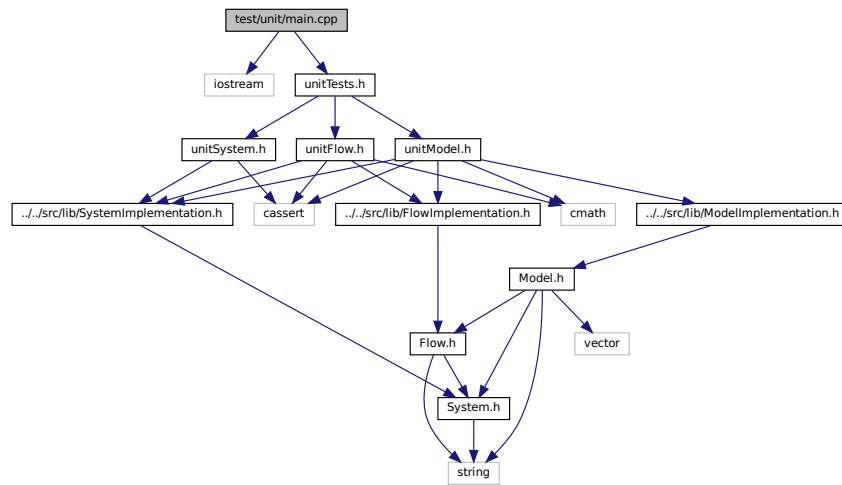 test/unit/main.cpp
iostream
unitTests.h
unitSystem.h
unitFlow.h
unitModel.h
../../src/lib/SystemImplementation.h
cassert
../../src/lib/FlowImplementation.h
cmath
../../src/lib/ModelImplementation.h
Model.h
Flow.h
vector
System.h
string